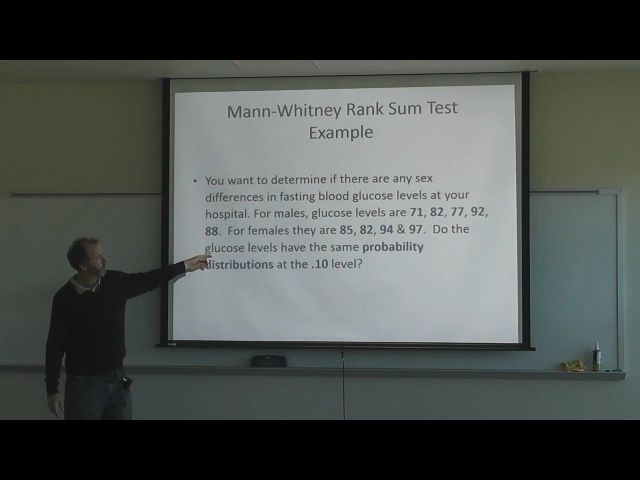 Mann-Whitney Rank Sum Test
Example
• You want to determine if there are any sex
differences in fasting blood glucose levels at your
hospital. For males, glucose levels are 71, 82, 77, 92,
88. For females they are 85, 82, 94 & 97. Do the
glucose levels have the same probability
distributions at the .10 level?